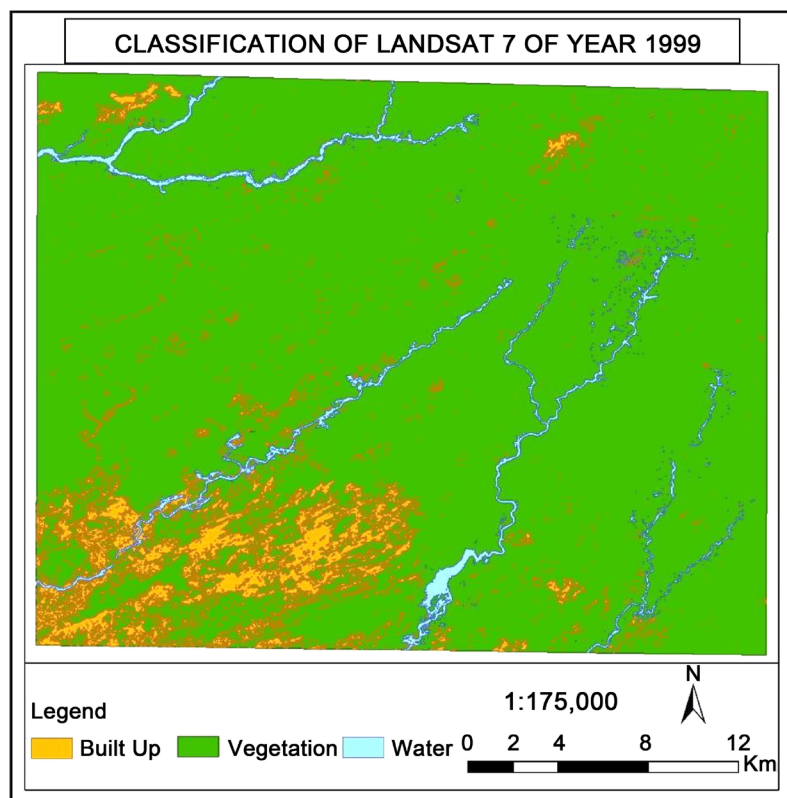 CLASSIFICATION OF LANDSAT 7 OF YEAR 1999
N
1:175,000
Legend
Built Up Vegetation Water
0 2 4 8 12
Km